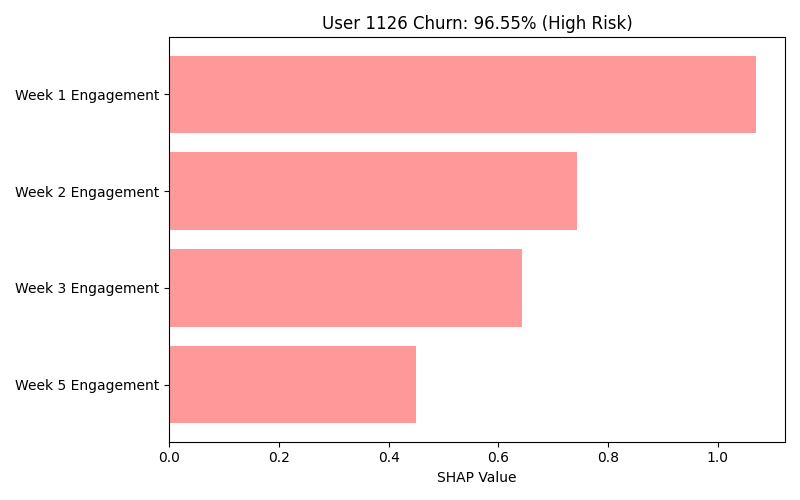 User 1126 Churn: 96.55% (High Risk)
Week 1 Engagement
Week 2 Engagement
Week 3 Engagement
Week 5 Engagement
0.0 0.2 0.4 0.6 0.8 1.0
SHAP Value